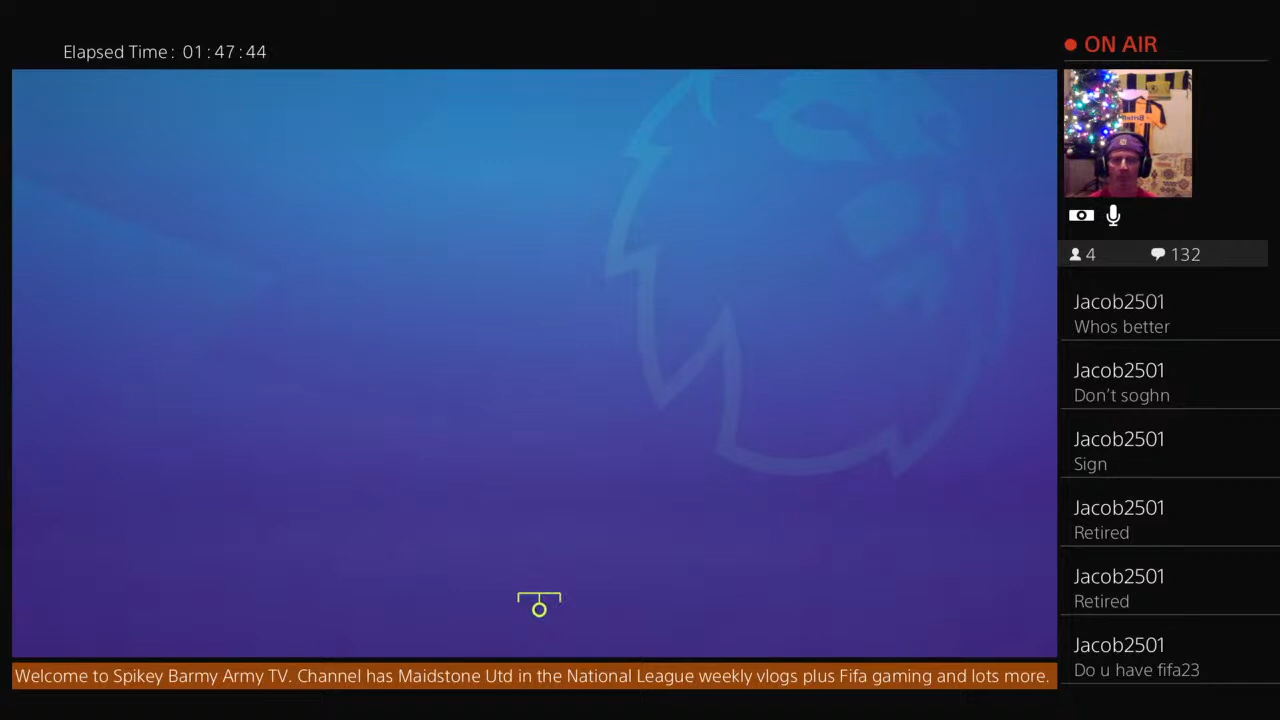 Elapsed Time: 01:47:44
ON AIR
4
132
Jacob2501
Whos better
Jacob2501
Don't soghn
Jacob2501
Sign
Jacob2501
Retired
Jacob2501
Retired
Jacob2501
Do u have fifa23
Welcome to Spikey Barmy Army TV. Channel has Maidstone Utd in the National League weekly vlogs plus Fifa gaming and lots more.